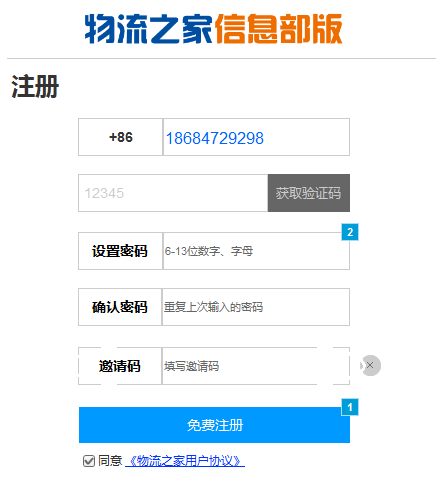 物流之家信息部版
注册
+86 18684729298
12345 获取验证码
2
设置密码 6-13位数字、字母
确认密码 重复上次输入的密码
邀请码 填写邀请码
1
免费注册
同意 《物流之家用户协议》